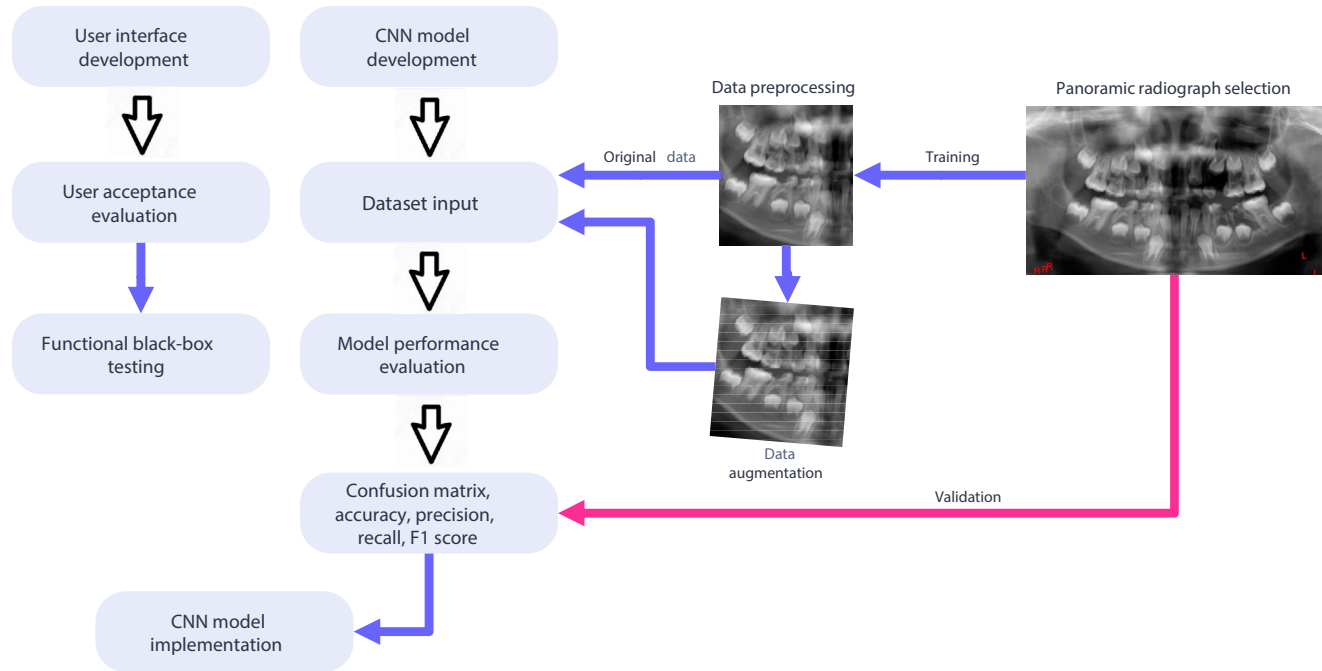 User interface
development
CNN model
development
Data preprocessing
Panoramic radiograph selection
Original data
Training
User acceptance
evaluation
Dataset input
R RR
L
L
Functional black-box
testing
Model performance
evaluation
Data
augmentation
Confusion matrix,
accuracy, precision,
recall, F1 score
Validation
CNN model
implementation